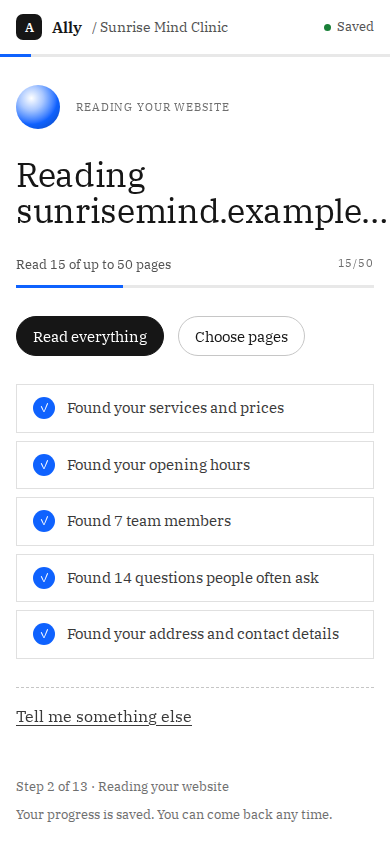 A Ally / Sunrise Mind Clinic Saved
READING YOUR WEBSITE
Reading
sunrisemind.example...
Read 15 of up to 50 pages 15/50
Read everything Choose pages
Found your services and prices
Found your opening hours
Found 7 team members
Found 14 questions people often ask
Found your address and contact details
Tell me something else
Step 2 of 13 · Reading your website
Your progress is saved. You can come back any time.